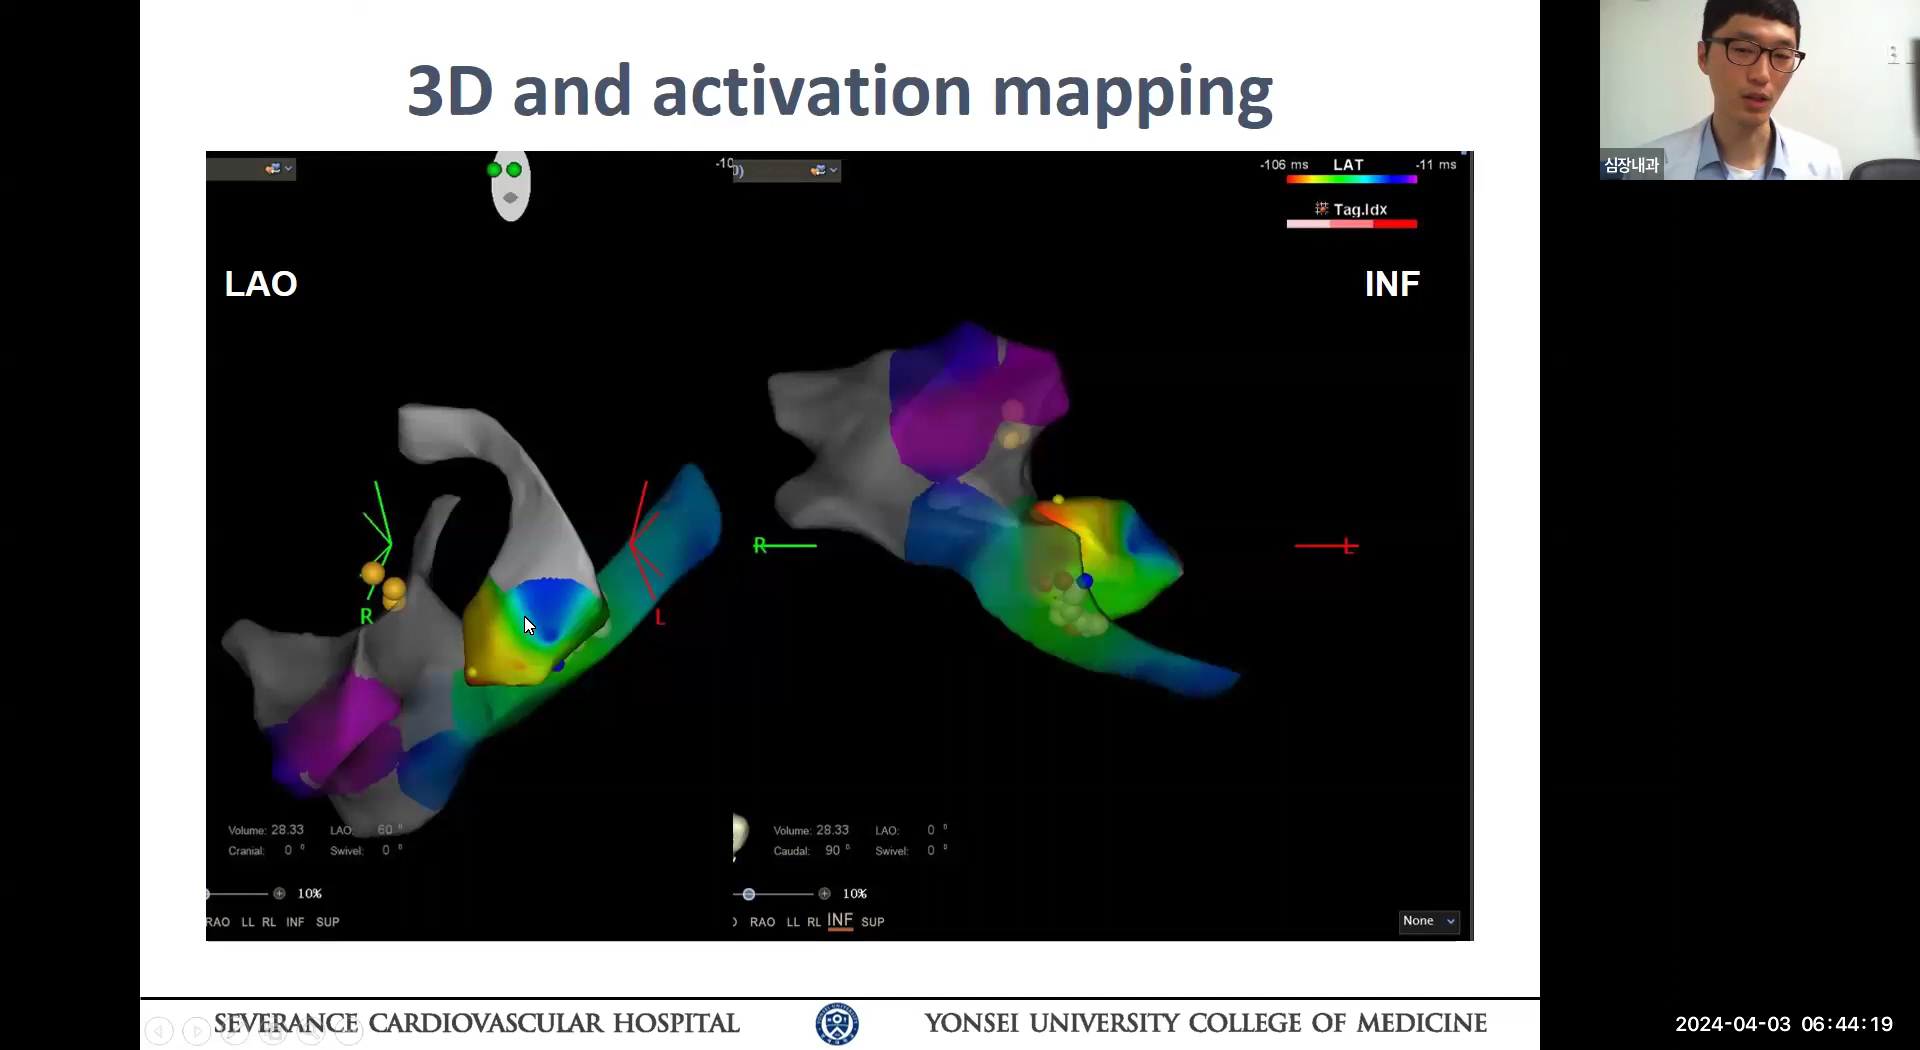 3D and activation mapping
-10
-106 ms LAT -11 ms
Tag.Idx
LAO
INF
R
L
R
L
Volume: 28.33 LAO: 60 °
Cranial: 0 ° Swivel: 0 °
Volume: 28.33 LAO: 0 °
Caudal: 90 ° Swivel: 0 °
10%
10%
RAO LL RL INF SUP
RAO LL RL INF SUP
None
SEVERANCE CARDIOVASCULAR HOSPITAL
YONSEI UNIVERSITY COLLEGE OF MEDICINE
심장내과
2024-04-03 06:44:19